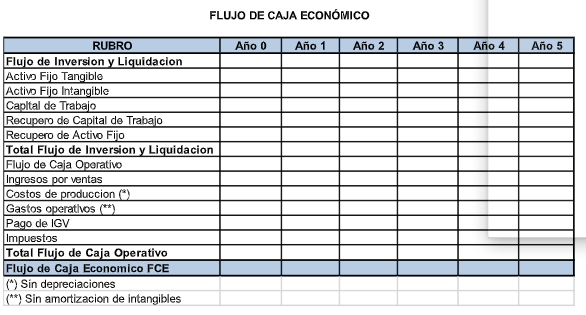 FLUJO DE CAJA ECONÓMICO
RUBRO Año 0 Año 1 Año 2 Año 3 Año 4 Año 5
Flujo de Inversion y Liquidacion
Activo Fijo Tangible
Activo Fijo Intangible
Capital de Trabajo
Recupero de Capital de Trabajo
Recupero de Activo Fijo
Total Flujo de Inversion y Liquidacion
Flujo de Caja Operativo
Ingresos por ventas
Costos de produccion (*)
Gastos operativos (**)
Pago de IGV
Impuestos
Total Flujo de Caja Operativo
Flujo de Caja Economico FCE
(*) Sin depreciaciones
(**) Sin amortizacion de intangibles